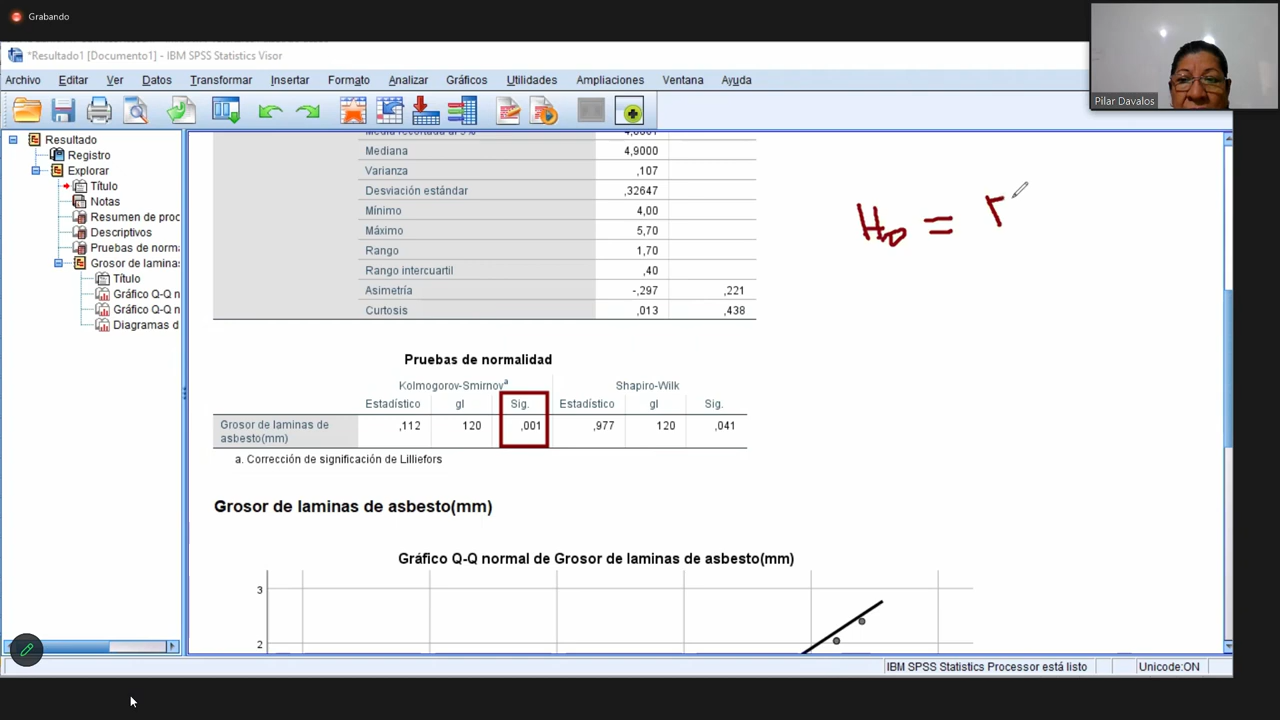 Grabando
*Resultado1 [Documento1] - IBM SPSS Statistics Visor
Archivo Editar Ver Datos Transformar Insertar Formato Analizar Gráficos Utilidades Ampliaciones Ventana Ayuda
Pilar Davalos
Resultado
Registro
Explorar
Título
Notas
Resumen de proc
Descriptivos
Pruebas de norma
Grosor de laminas
Título
Gráfico Q-Q n
Gráfico Q-Q n
Diagramas d
Mediana 4,9000
Varianza ,107
Desviación estándar ,32647
Mínimo 4,00
Máximo 5,70
Rango 1,70
Rango intercuartil ,40
Asimetría -,297 ,221
Curtosis ,013 ,438
H0 =
Pruebas de normalidad
Kolmogorov-Smirnov a Shapiro-Wilk
Estadístico gl Sig. Estadístico gl Sig.
Grosor de laminas de asbesto(mm) ,112 120 ,001 ,977 120 ,041
a. Corrección de significación de Lilliefors
Grosor de laminas de asbesto(mm)
Gráfico Q-Q normal de Grosor de laminas de asbesto(mm)
3
2
IBM SPSS Statistics Processor está listo Unicode:ON